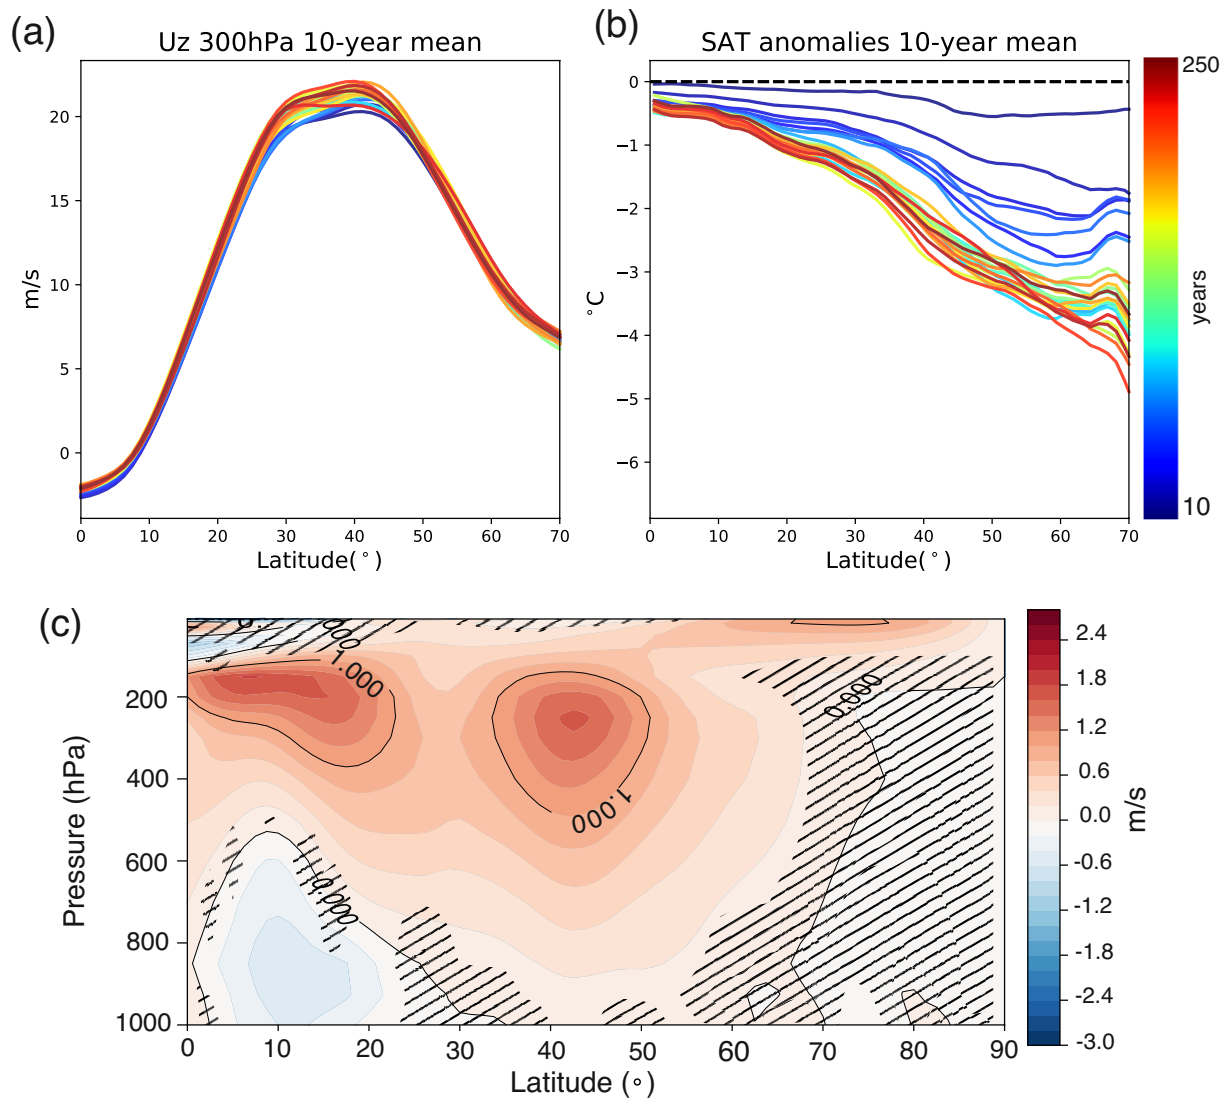 (a)
Uz 300hPa 10-year mean
20
15
10
5
0
m/s
0 10 20 30 40 50 60 70
Latitude(°)
(b)
SAT anomalies 10-year mean
0
−1
−2
−3
−4
−5
−6
°C
0 10 20 30 40 50 60 70
Latitude(°)
250
years
10
(c)
1.000
1.000
0.000
0.000
200
400
600
800
1000
Pressure (hPa)
0 10 20 30 40 50 60 70 80 90
Latitude (°)
2.4
1.8
1.2
0.6
0.0
-0.6
-1.2
-1.8
-2.4
-3.0
m/s